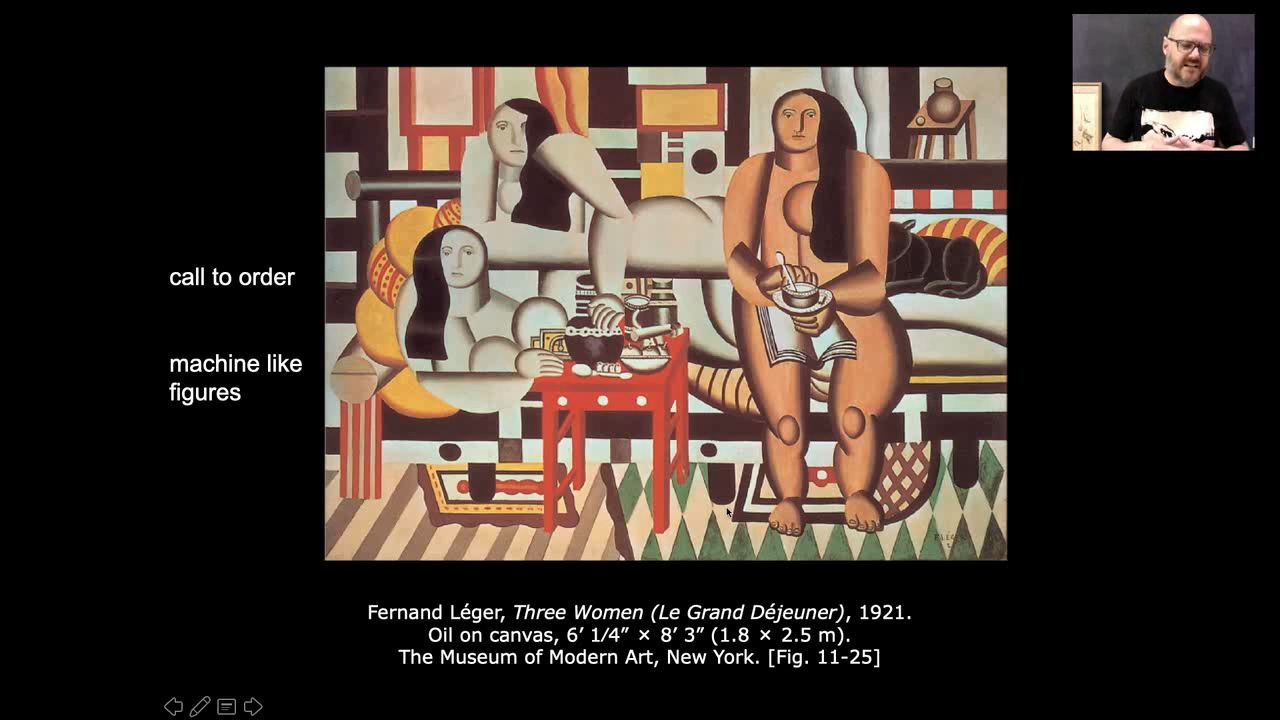 call to order
machine like
figures
Fernand Léger, Three Women (Le Grand Déjeuner), 1921.
Oil on canvas, 6’ 1/4” × 8’ 3” (1.8 × 2.5 m).
The Museum of Modern Art, New York. [Fig. 11-25]